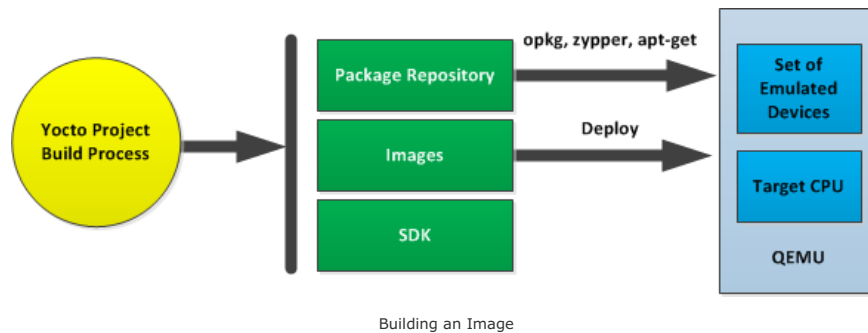 Yocto Project
Build Process
Package Repository
Images
SDK
opkg, zypper, apt-get
Deploy
Set of
Emulated
Devices
Target CPU
QEMU
Building an Image